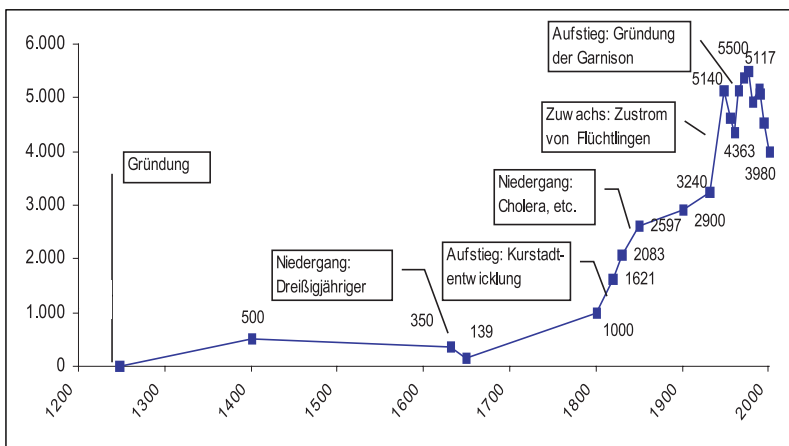 6.000
5.000
4.000
3.000
2.000
1.000
0
Gründung
500
Niedergang:
Dreißigjähriger
350
139
Aufstieg: Kurstadt-
entwicklung
1000
1621
2083
2597
Niedergang:
Cholera, etc.
2900
3240
Zuwachs: Zustrom
von Flüchtlingen
5140
4363
Aufstieg: Gründung
der Garnison
5500
5117
3980
1200
1300
1400
1500
1600
1700
1800
1900
2000